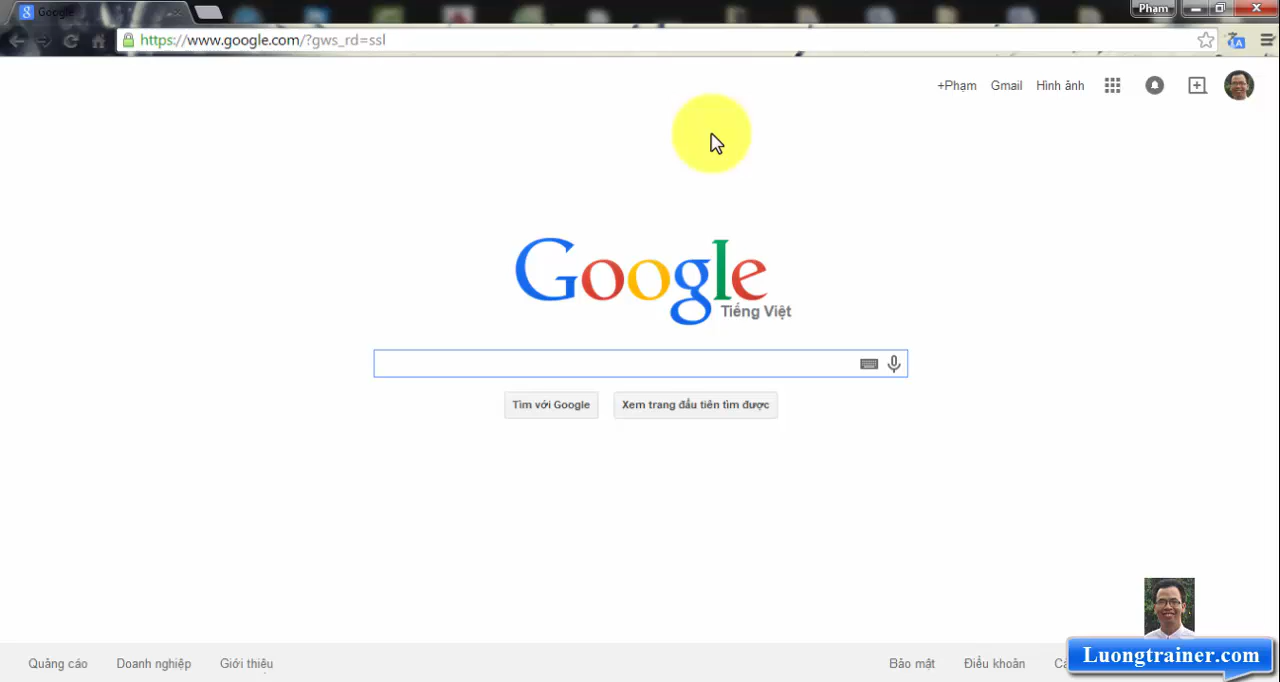 Google
Phạm
https://www.google.com/?gws_rd=ssl
+Phạm Gmail Hình ảnh
Google
Tiếng Việt
Tìm với Google Xem trang đầu tiên tìm được
Quảng cáo Doanh nghiệp Giới thiệu Bảo mật Điều khoản
Luongtrainer.com